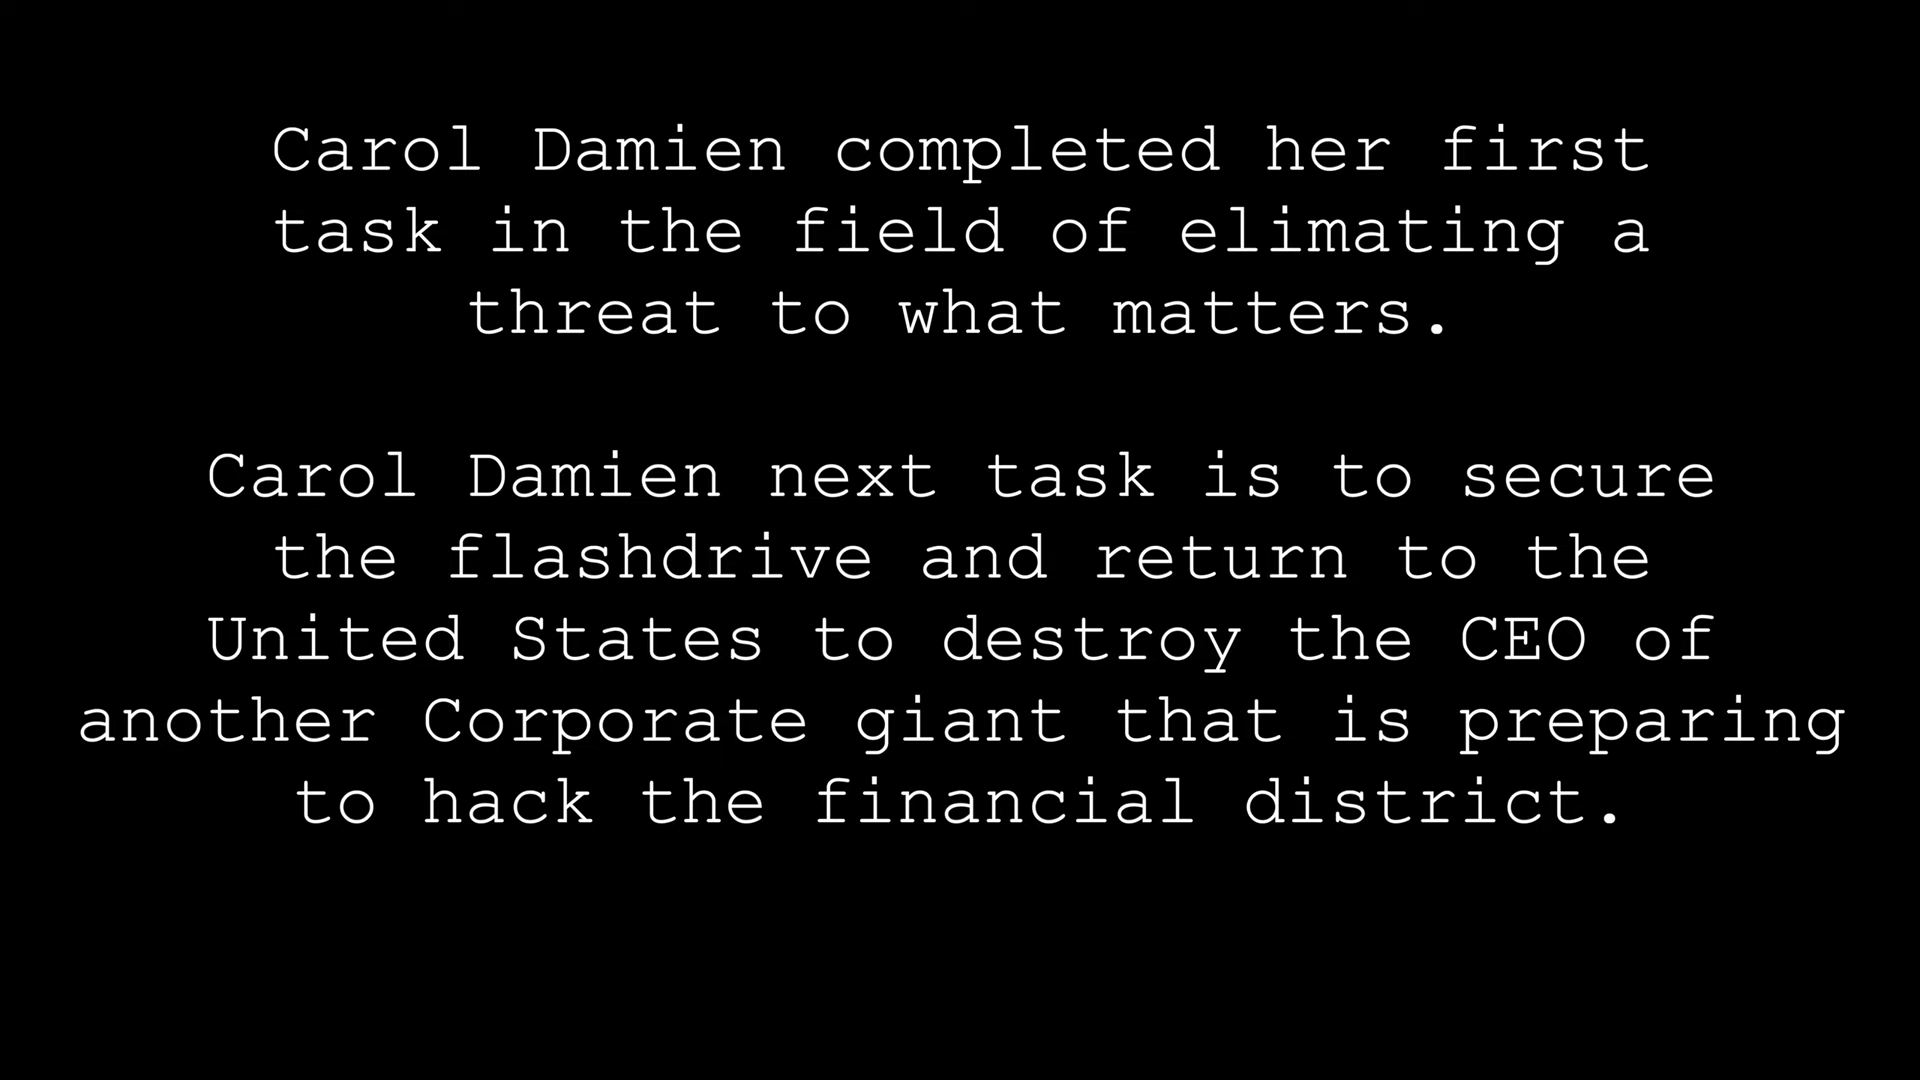 Carol Damien completed her first
task in the field of elimating a
threat to what matters.
Carol Damien next task is to secure
the flashdrive and return to the
United States to destroy the CEO of
another Corporate giant that is preparing
to hack the financial district.